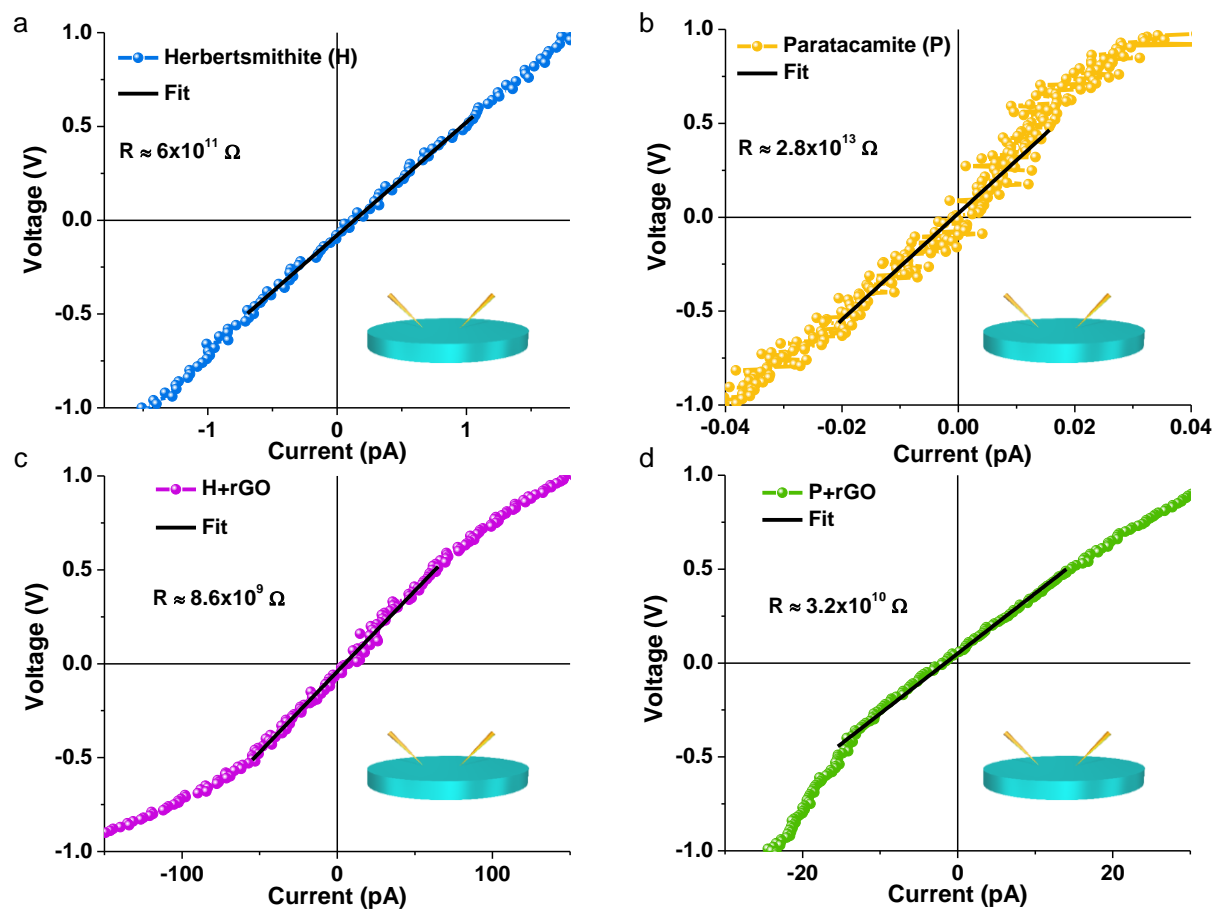 a
Herbertsmithite (H)
Fit
R ≈ 6x10¹¹ Ω
Voltage (V)
1.0
0.5
0.0
-0.5
-1.0
-1
0
1
Current (pA)
b
Paratacamite (P)
Fit
R ≈ 2.8x10¹³ Ω
Voltage (V)
1.0
0.5
0.0
-0.5
-1.0
-0.04
-0.02
0.00
0.02
0.04
Current (pA)
c
H+rGO
Fit
R ≈ 8.6x10⁹ Ω
Voltage (V)
1.0
0.5
0.0
-0.5
-1.0
-100
0
100
Current (pA)
d
P+rGO
Fit
R ≈ 3.2x10¹⁰ Ω
Voltage (V)
1.0
0.5
0.0
-0.5
-1.0
-20
0
20
Current (pA)